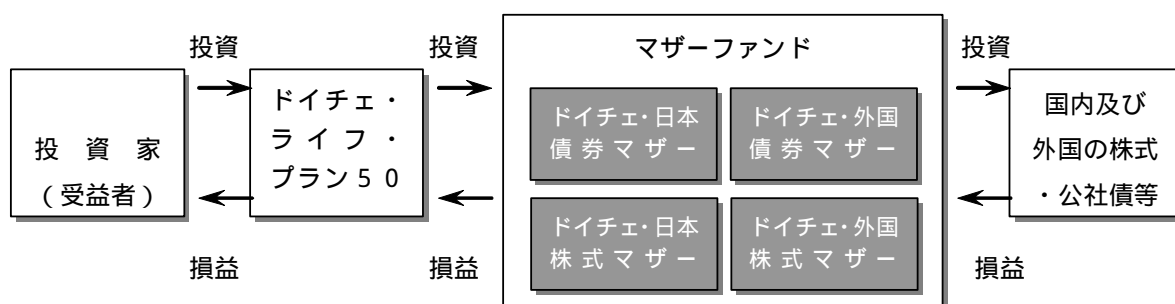 投資
投資
マザーファンド
投資
投 資 家
（受益者）
ドイチェ・
ラ イ フ ・
プラン５０
ドイチェ・日本
債 券 マ ザ ー
ドイチェ・外国
債 券 マ ザ ー
ドイチェ・日本
株 式 マ ザ ー
ドイチェ・外国
株 式 マ ザ ー
国内及び
外国の株式
・公社債等
損益
損益
損益